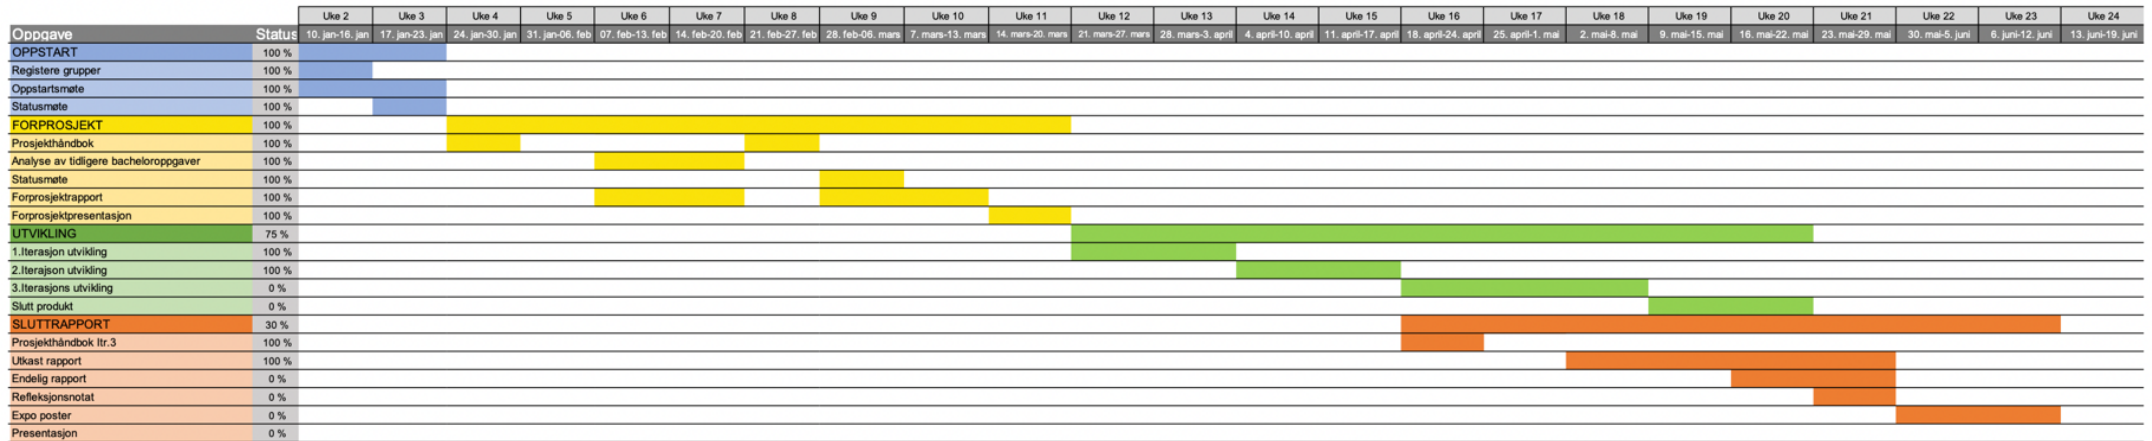 Uke 2 Uke 3 Uke 4 Uke 5 Uke 6 Uke 7 Uke 8 Uke 9 Uke 10 Uke 11 Uke 12 Uke 13 Uke 14 Uke 15 Uke 16 Uke 17 Uke 18 Uke 19 Uke 20 Uke 21 Uke 22 Uke 23 Uke 24
Oppgave Status 10. jan-16. jan 17. jan-23. jan 24. jan-30. jan 31. jan-06. feb 07. feb-13. feb 14. feb-20. feb 21. feb-27. feb 28. feb-06. mars 7. mars-13. mars 14. mars-20. mars 21. mars-27. mars 28. mars-3. april 4. april-10. april 11. april-17. april 18. april-24. april 25. april-1. mai 2. mai-8. mai 9. mai-15. mai 16. mai-22. mai 23. mai-29. mai 30. mai-5. juni 6. juni-12. juni 13. juni-19. juni
OPPSTART 100 %
Registere grupper 100 %
Oppstartsmøte 100 %
Statusmøte 100 %
FORPROSJEKT 100 %
Prosjekthåndbok 100 %
Analyse av tidligere bacheloroppgaver 100 %
Statusmøte 100 %
Forprosjektrapport 100 %
Forprosjektpresentasjon 100 %
UTVIKLING 75 %
1.Iterasjon utvikling 100 %
2.Iterajson utvikling 100 %
3.Iterasjons utvikling 0 %
Slutt produkt 0 %
SLUTTRAPPORT 30 %
Prosjekthåndbok Itr.3 100 %
Utkast rapport 100 %
Endelig rapport 0 %
Refleksjonsnotat 0 %
Expo poster 0 %
Presentasjon 0 %